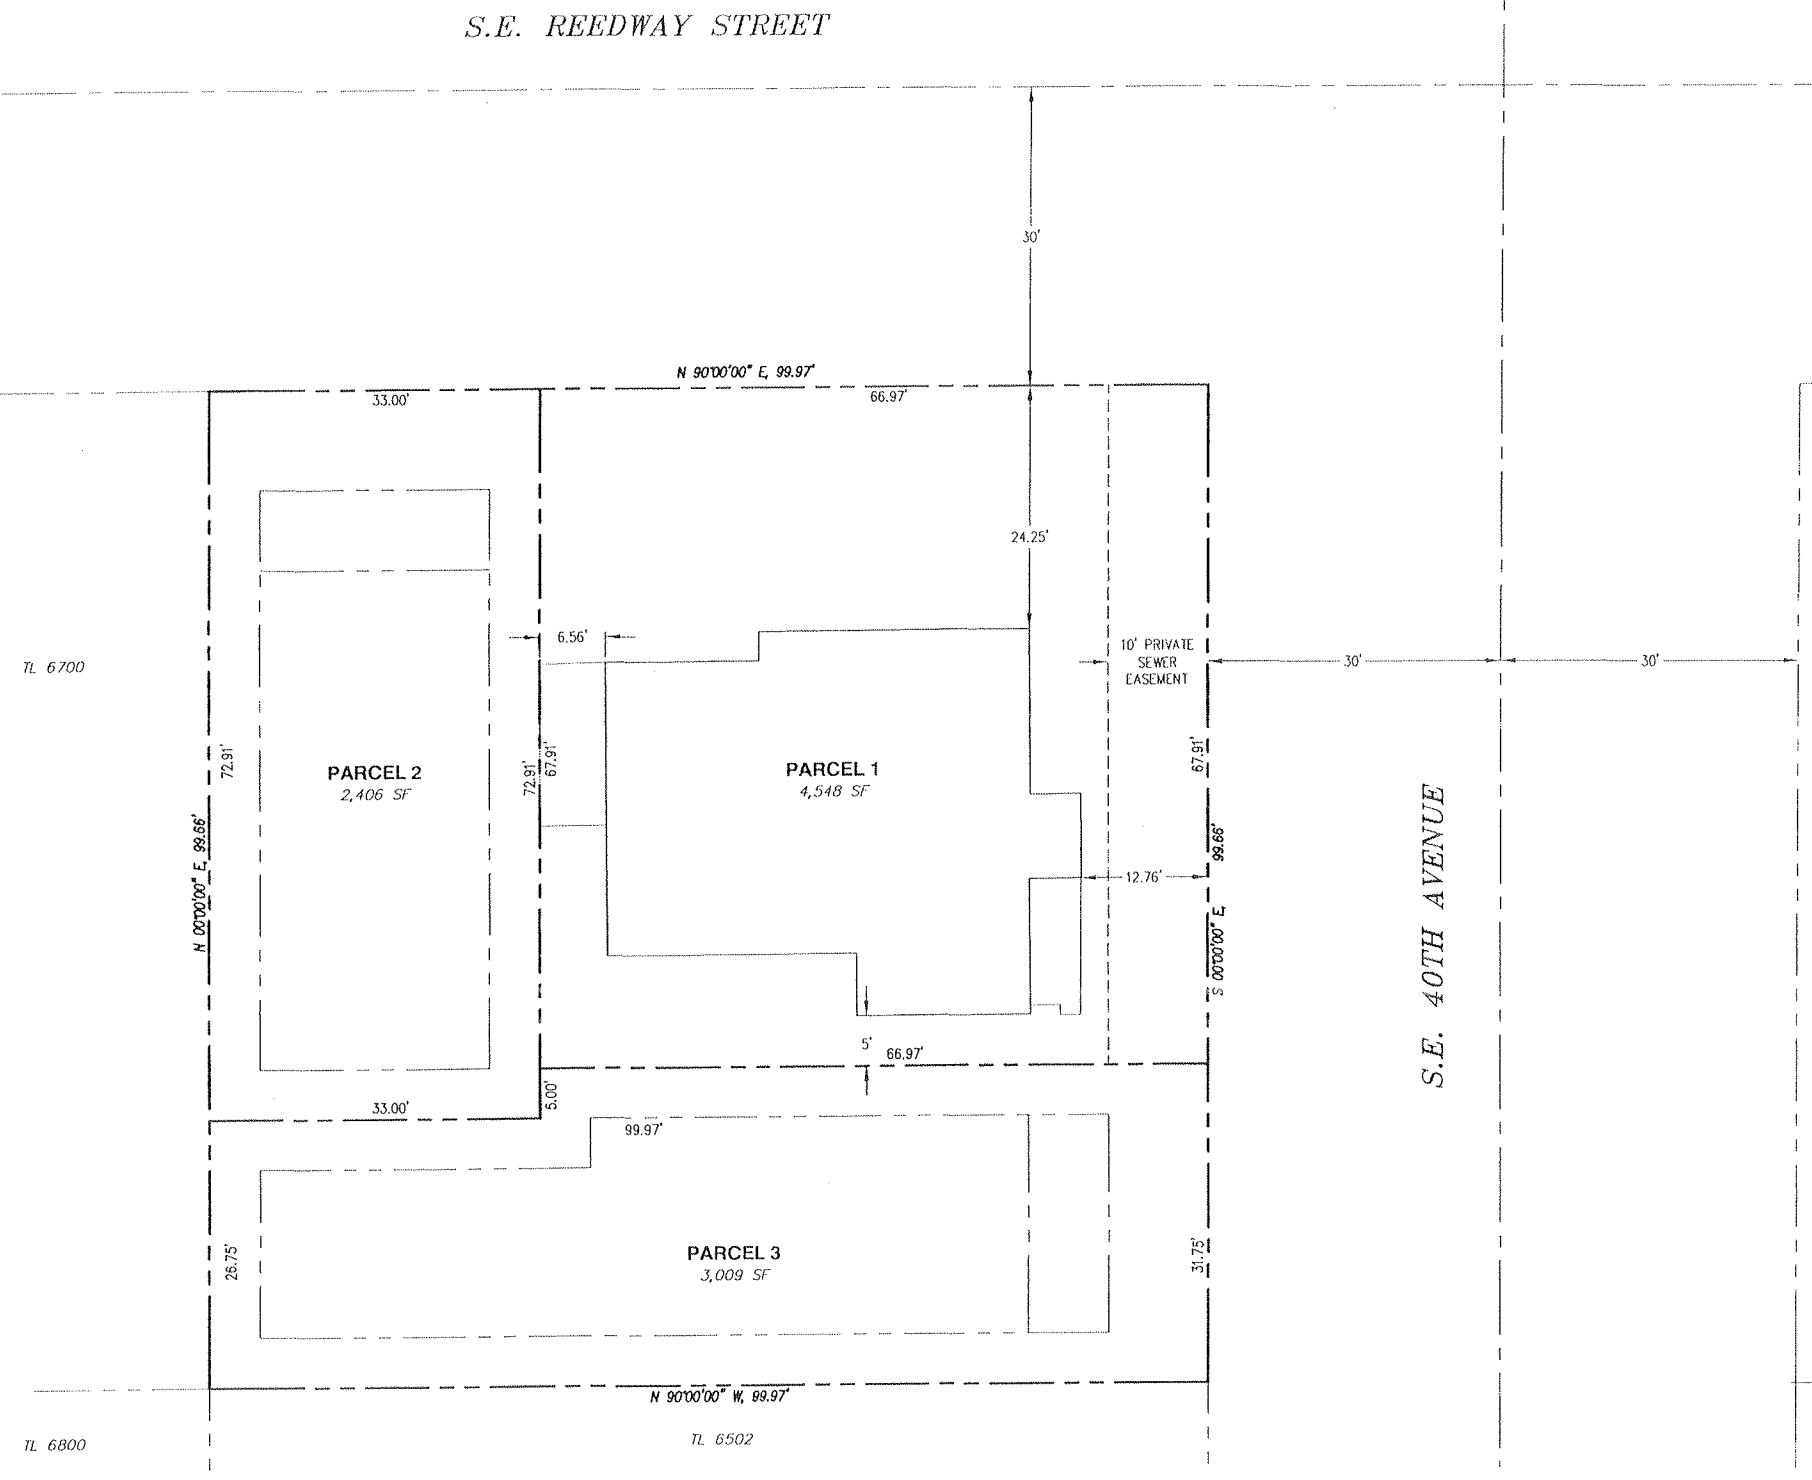 S.E. REEDWAY STREET
30'
N 90°00'00" E, 99.97'
33.00'
66.97'
24.25'
6.56'
10' PRIVATE
SEWER
EASEMENT
30'
30'
TL 6700
72.91'
PARCEL 2
2,406 SF
72.91'
67.91'
PARCEL 1
4,548 SF
67.91'
N 00°00'00" E, 99.66'
12.76'
S 00°00'00" E, 99.66'
S.E. 40TH AVENUE
5'
66.97'
33.00'
5.00'
99.97'
26.75'
PARCEL 3
3,009 SF
31.75'
N 90°00'00" W, 99.97'
TL 6800
TL 6502